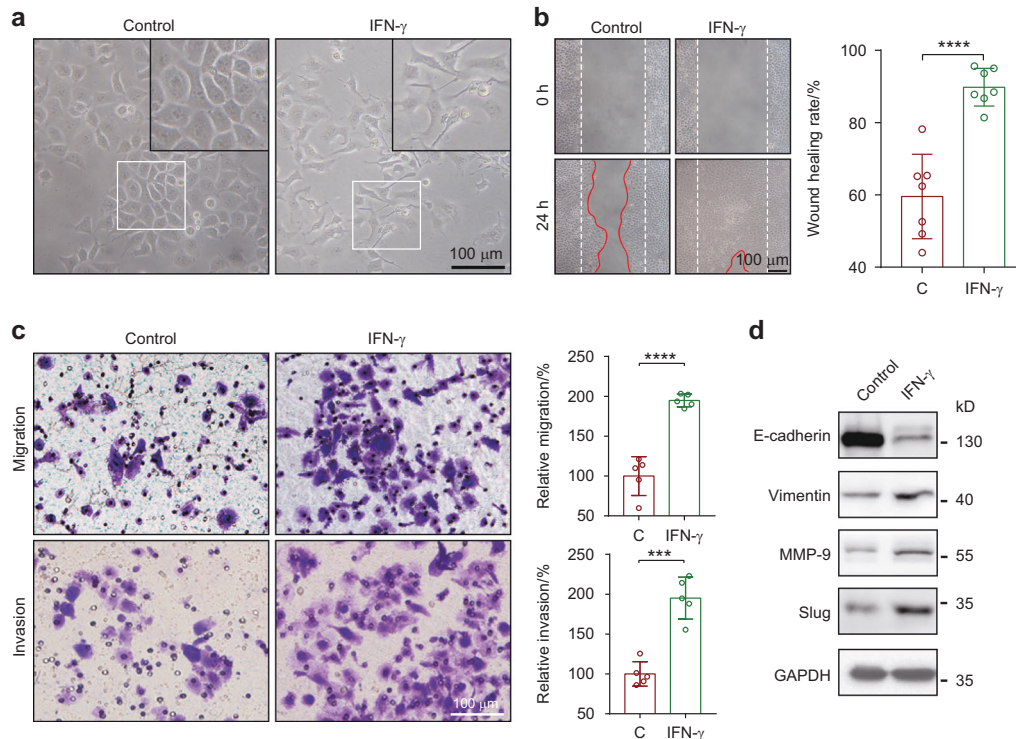 a
Control
IFN-γ
100 μm
b
Control
IFN-γ
0 h
24 h
100 μm
Wound healing rate/%
100
80
60
40
****
C
IFN-γ
c
Control
IFN-γ
Migration
Invasion
100 μm
Relative migration/%
250
200
150
100
50
****
C
IFN-γ
Relative invasion/%
250
200
150
100
50
***
C
IFN-γ
d
Control
IFN-γ
kD
E-cadherin
130
Vimentin
40
MMP-9
55
Slug
35
GAPDH
35